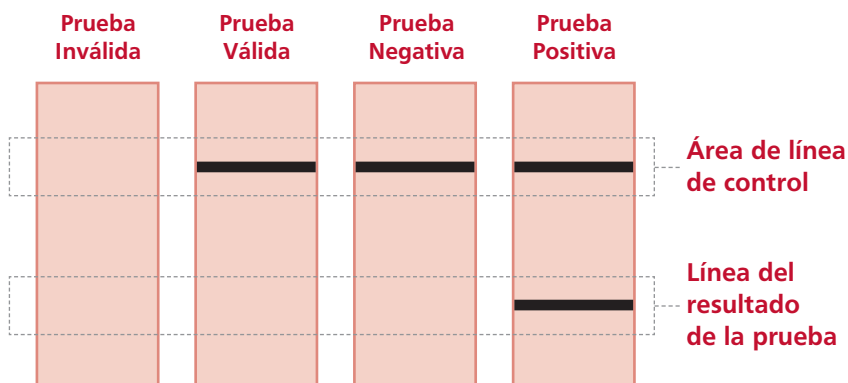 Prueba
Inválida
Prueba
Válida
Prueba
Negativa
Prueba
Positiva
Área de línea
de control
Línea del
resultado
de la prueba